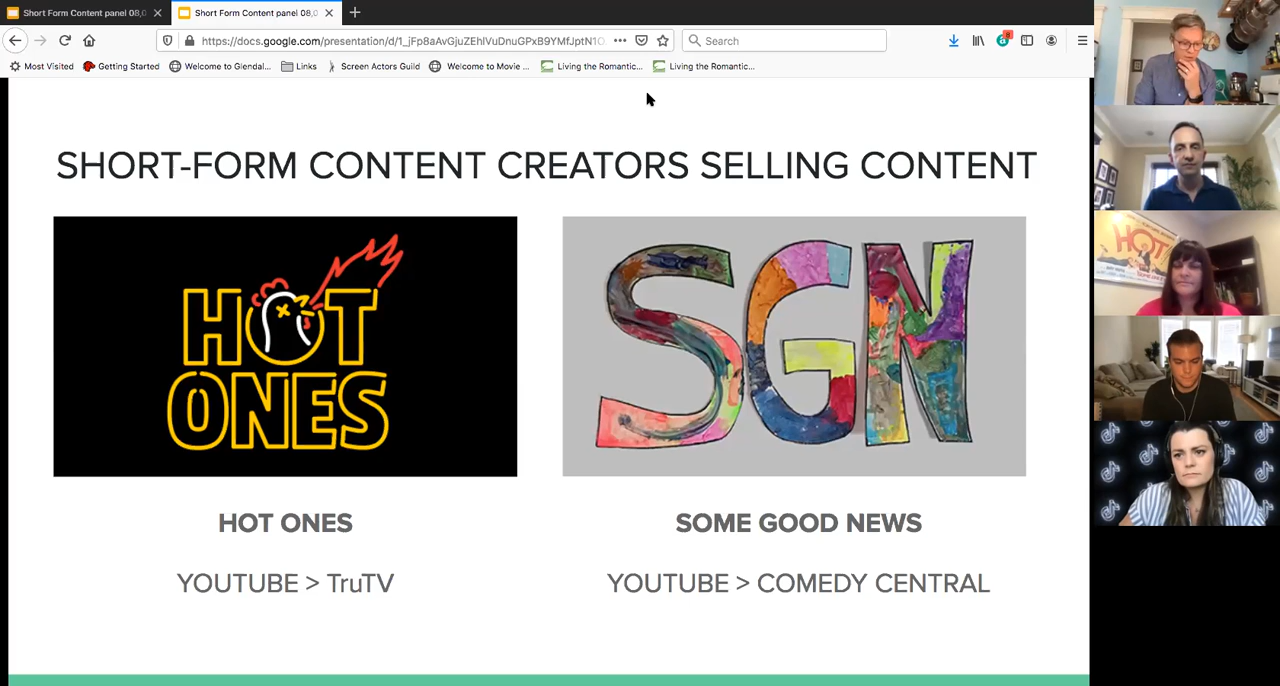 Short Form Content panel 08,0
Short Form Content panel 08,0
https://docs.google.com/presentation/d/1_jFp8aAvGjuZEhIVuDnuGPxB9YMfJptN1O
Search
8
Most Visited
Getting Started
Welcome to Giendal...
Links
Screen Actors Guild
Welcome to Movie ...
Living the Romantic...
Living the Romantic...
SHORT-FORM CONTENT CREATORS SELLING CONTENT
HOT
ONES
SGN
HOT ONES
SOME GOOD NEWS
YOUTUBE > TruTV
YOUTUBE > COMEDY CENTRAL
HOT!